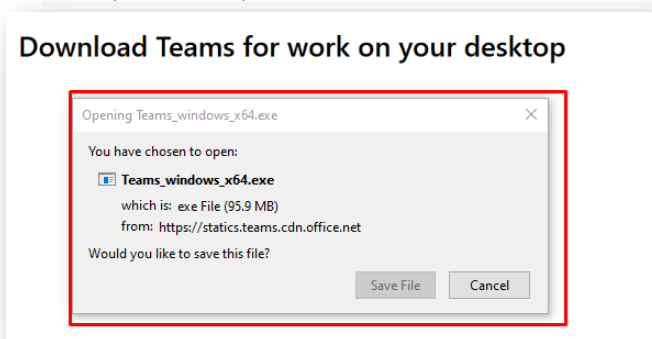 Download Teams for work on your desktop
Opening Teams_windows_x64.exe
You have chosen to open:
Teams_windows_x64.exe
which is: exe File (95.9 MB)
from: https://statics.teams.cdn.office.net
Would you like to save this file?
Save File Cancel